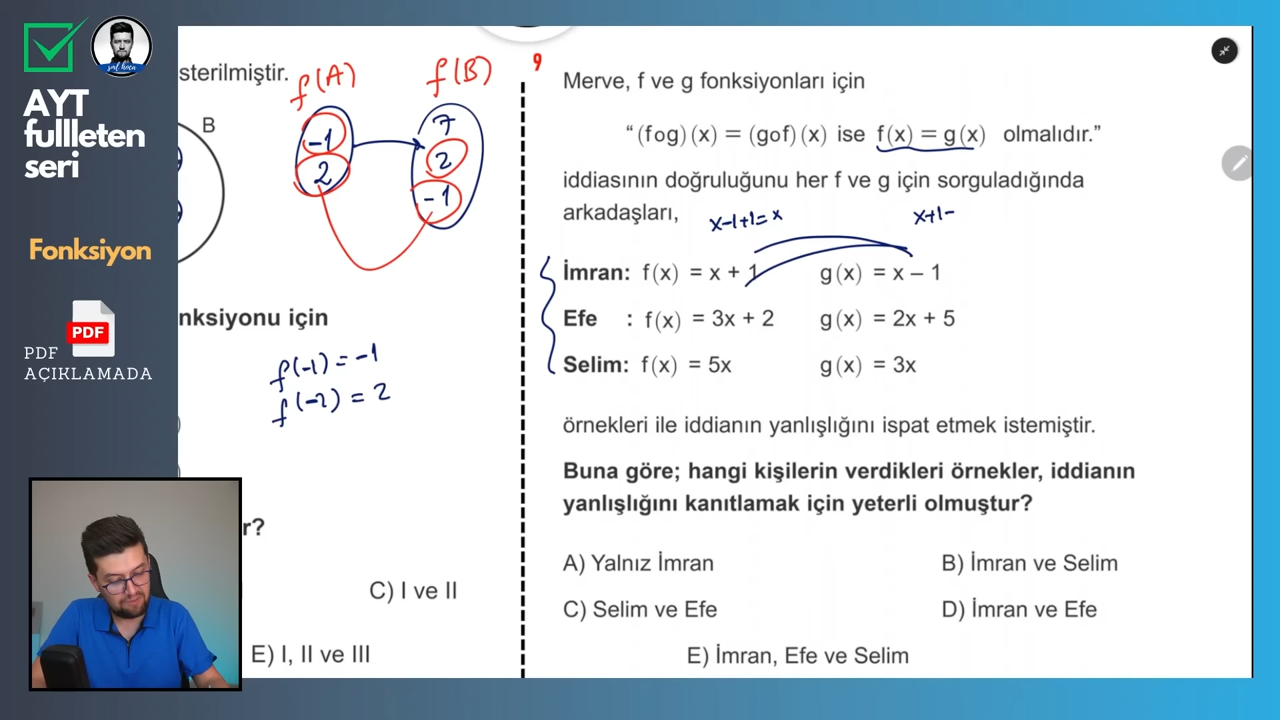 AYT
fullleten
seri
Fonksiyon
PDF
PDF
AÇIKLAMADA
sterilmiştir.
B
f(A)
f(B)
-1
2
7
2
-1
nksiyonu için
f(-1) = -1
f(-2) = 2
r?
C) I ve II
E) I, II ve III
9
Merve, f ve g fonksiyonları için
“(fog)(x) = (gof)(x) ise f(x) = g(x) olmalıdır.”
iddiasının doğruluğunu her f ve g için sorguladığında
arkadaşları,
x-1+1=x
x+1-
İmran: f(x) = x + 1 g(x) = x – 1
Efe : f(x) = 3x + 2 g(x) = 2x + 5
Selim: f(x) = 5x g(x) = 3x
örnekleri ile iddianın yanlışlığını ispat etmek istemiştir.
Buna göre; hangi kişilerin verdikleri örnekler, iddianın
yanlışlığını kanıtlamak için yeterli olmuştur?
A) Yalnız İmran
B) İmran ve Selim
C) Selim ve Efe
D) İmran ve Efe
E) İmran, Efe ve Selim